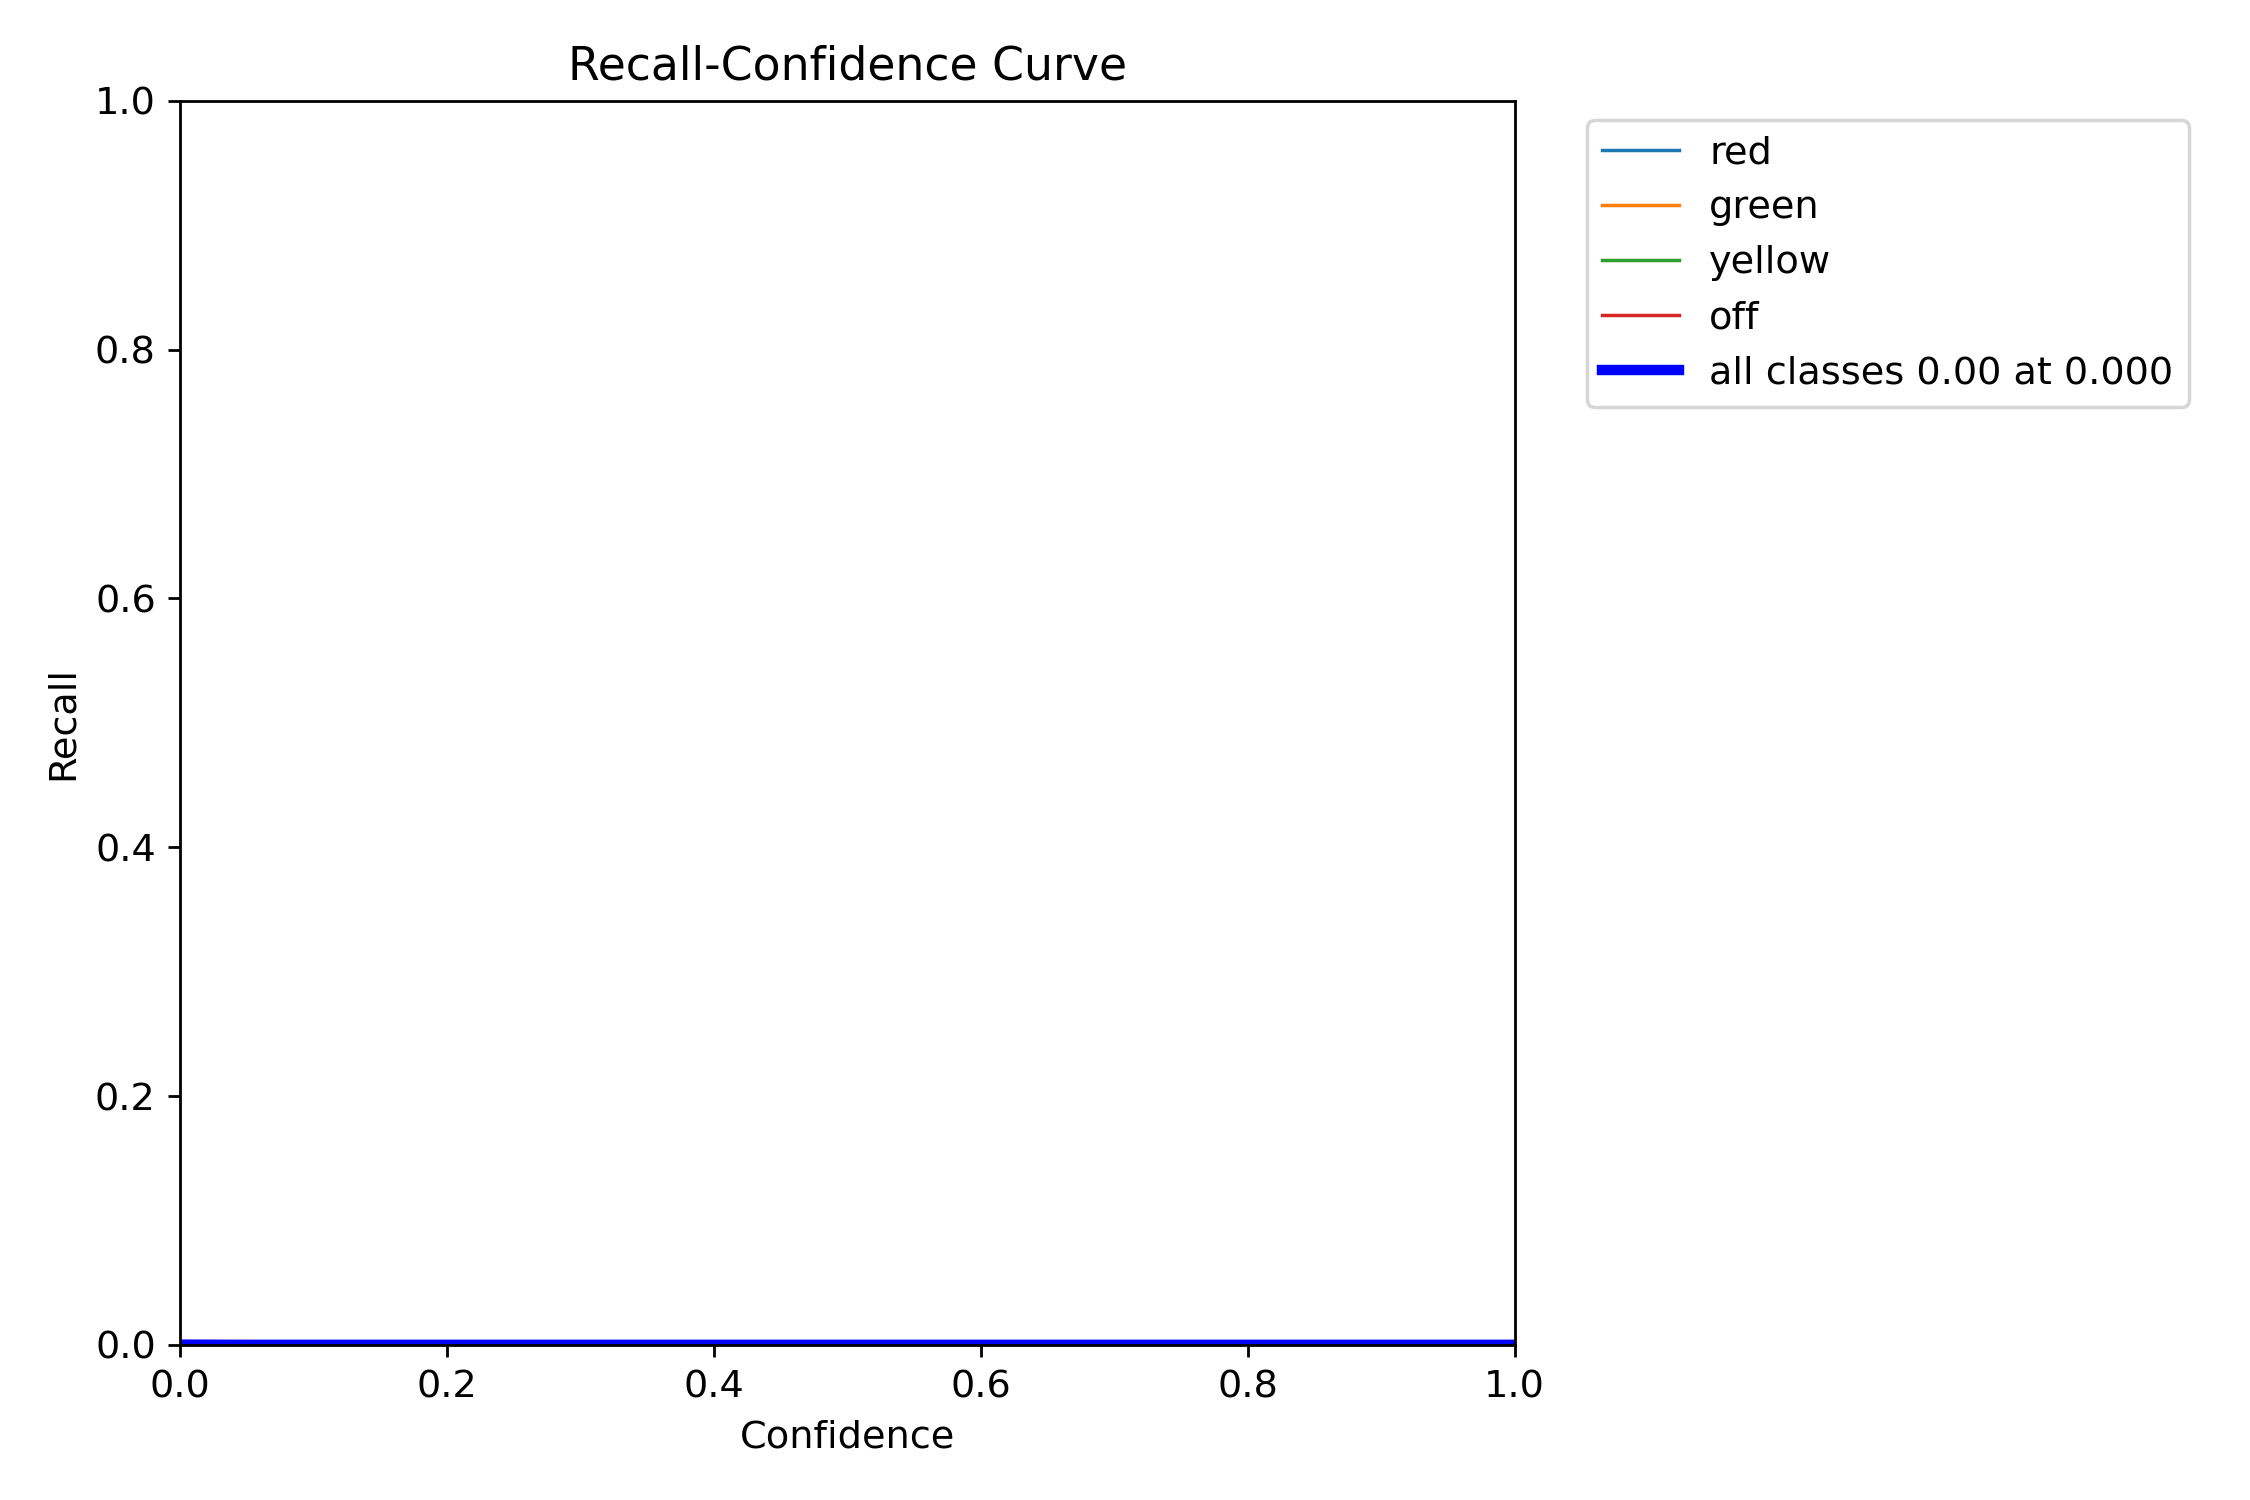 Recall-Confidence Curve
1.0
0.8
0.6
0.4
0.2
0.0
Recall
0.0 0.2 0.4 0.6 0.8 1.0
Confidence
red
green
yellow
off
all classes 0.00 at 0.000